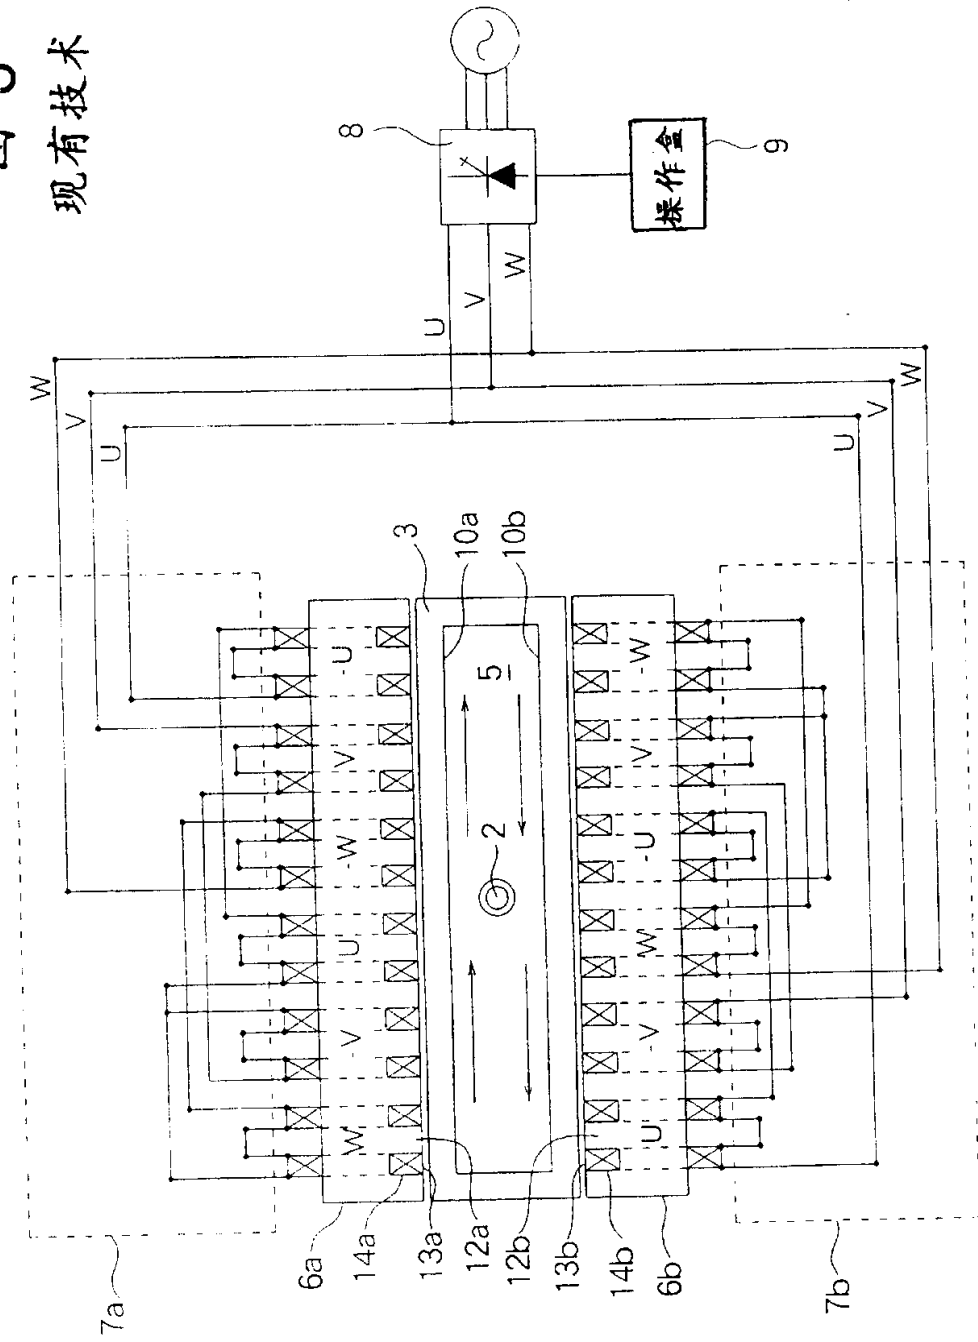 现有技术
7a
W
V
U
6a
W -V U -W V -U
14a
13a
12a
12b
13b
14b
6b
3
10a
10b
5
2
U -V W -U V -W
7b
U
V
W
8
U
V
W
操作盒
9